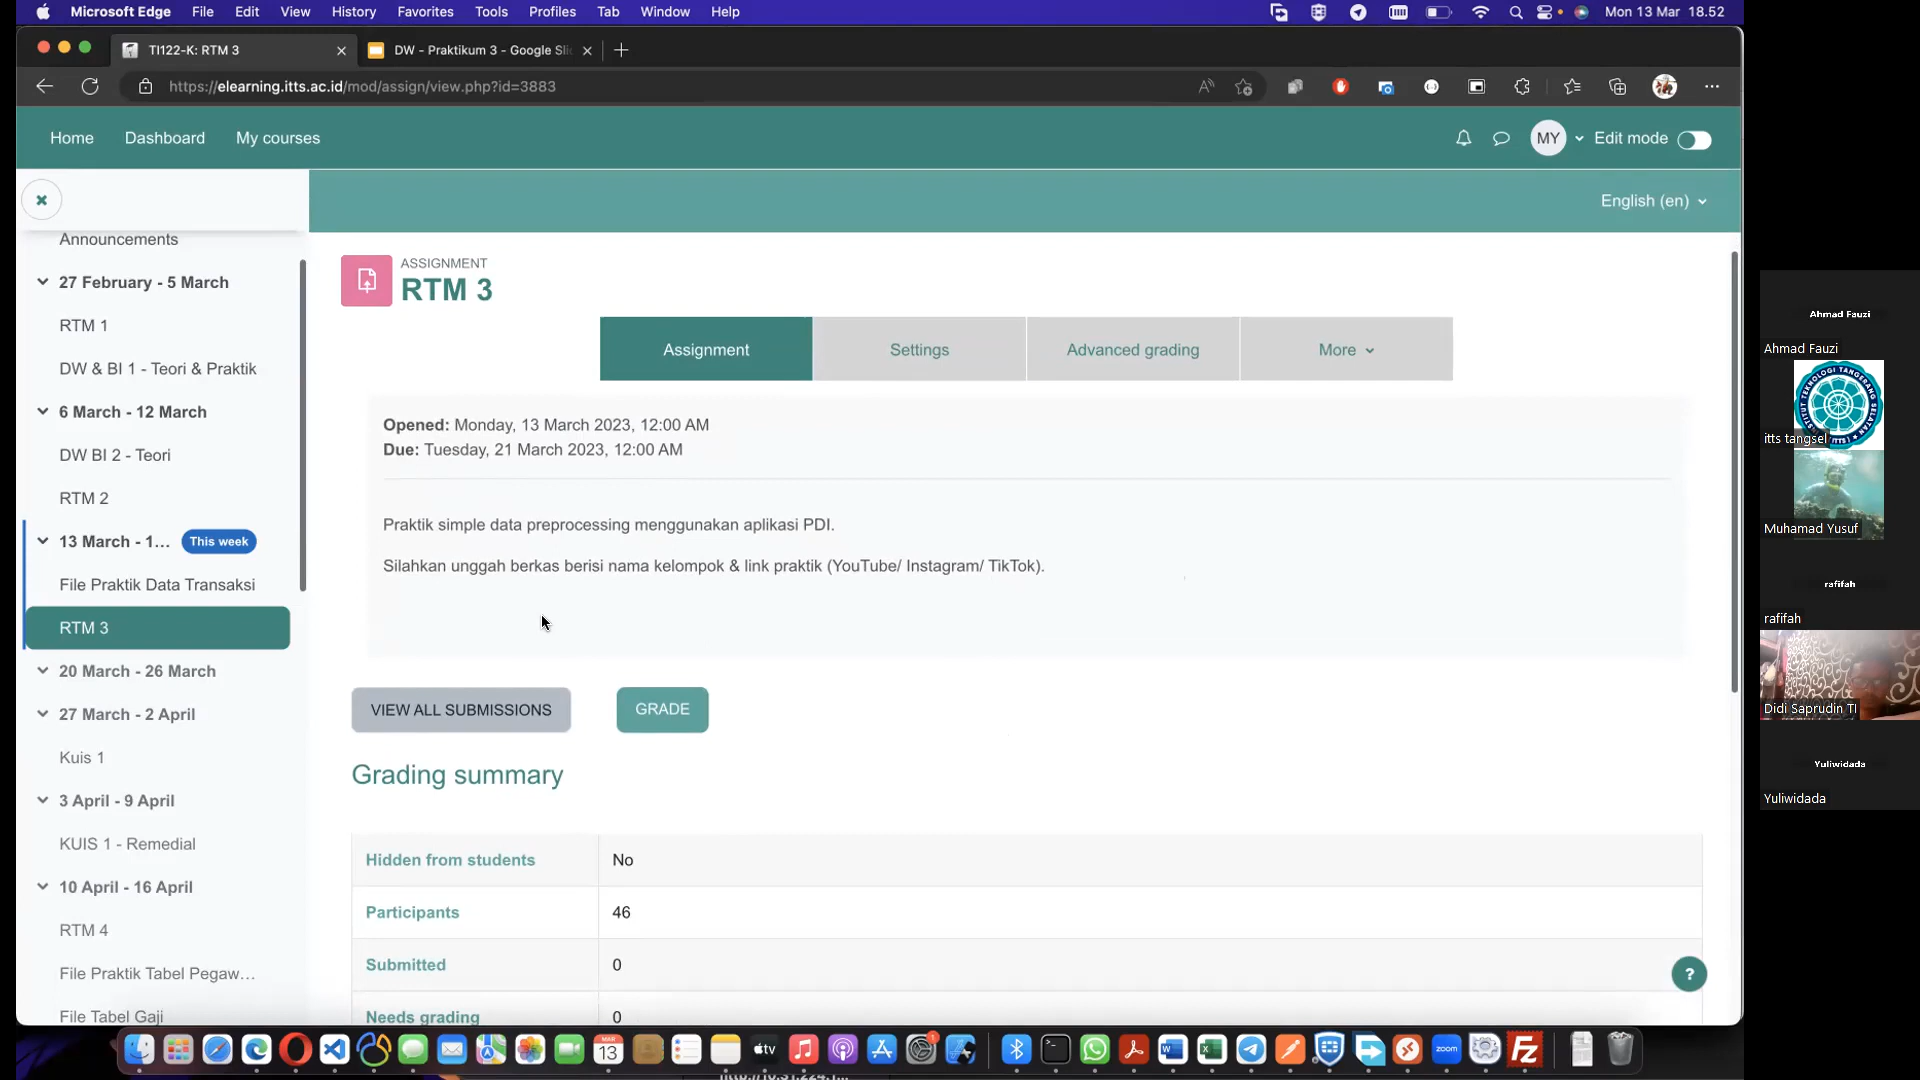 Microsoft Edge File Edit View History Favorites Tools Profiles Tab Window Help
Mon 13 Mar 18.52
TI122-K: RTM 3
DW - Praktikum 3 - Google Sli
https://elearning.itts.ac.id/mod/assign/view.php?id=3883
Home Dashboard My courses
MY
Edit mode
English (en)
Announcements
27 February - 5 March
RTM 1
DW & BI 1 - Teori & Praktik
6 March - 12 March
DW BI 2 - Teori
RTM 2
13 March - 1... This week
File Praktik Data Transaksi
RTM 3
20 March - 26 March
27 March - 2 April
Kuis 1
3 April - 9 April
KUIS 1 - Remedial
10 April - 16 April
RTM 4
File Praktik Tabel Pegaw...
File Tabel Gaji
ASSIGNMENT
RTM 3
Assignment Settings Advanced grading More
Opened: Monday, 13 March 2023, 12:00 AM
Due: Tuesday, 21 March 2023, 12:00 AM
Praktik simple data preprocessing menggunakan aplikasi PDI.
Silahkan unggah berkas berisi nama kelompok & link praktik (YouTube/ Instagram/ TikTok).
VIEW ALL SUBMISSIONS GRADE
Grading summary
Hidden from students No
Participants 46
Submitted 0
Needs grading 0
?
Ahmad Fauzi
Ahmad Fauzi
itts tangsel
Muhamad Yusuf
rafifah
rafifah
Didi Saprudin TI
Yuliwidada
Yuliwidada
MAR
13
tv
1
zoom